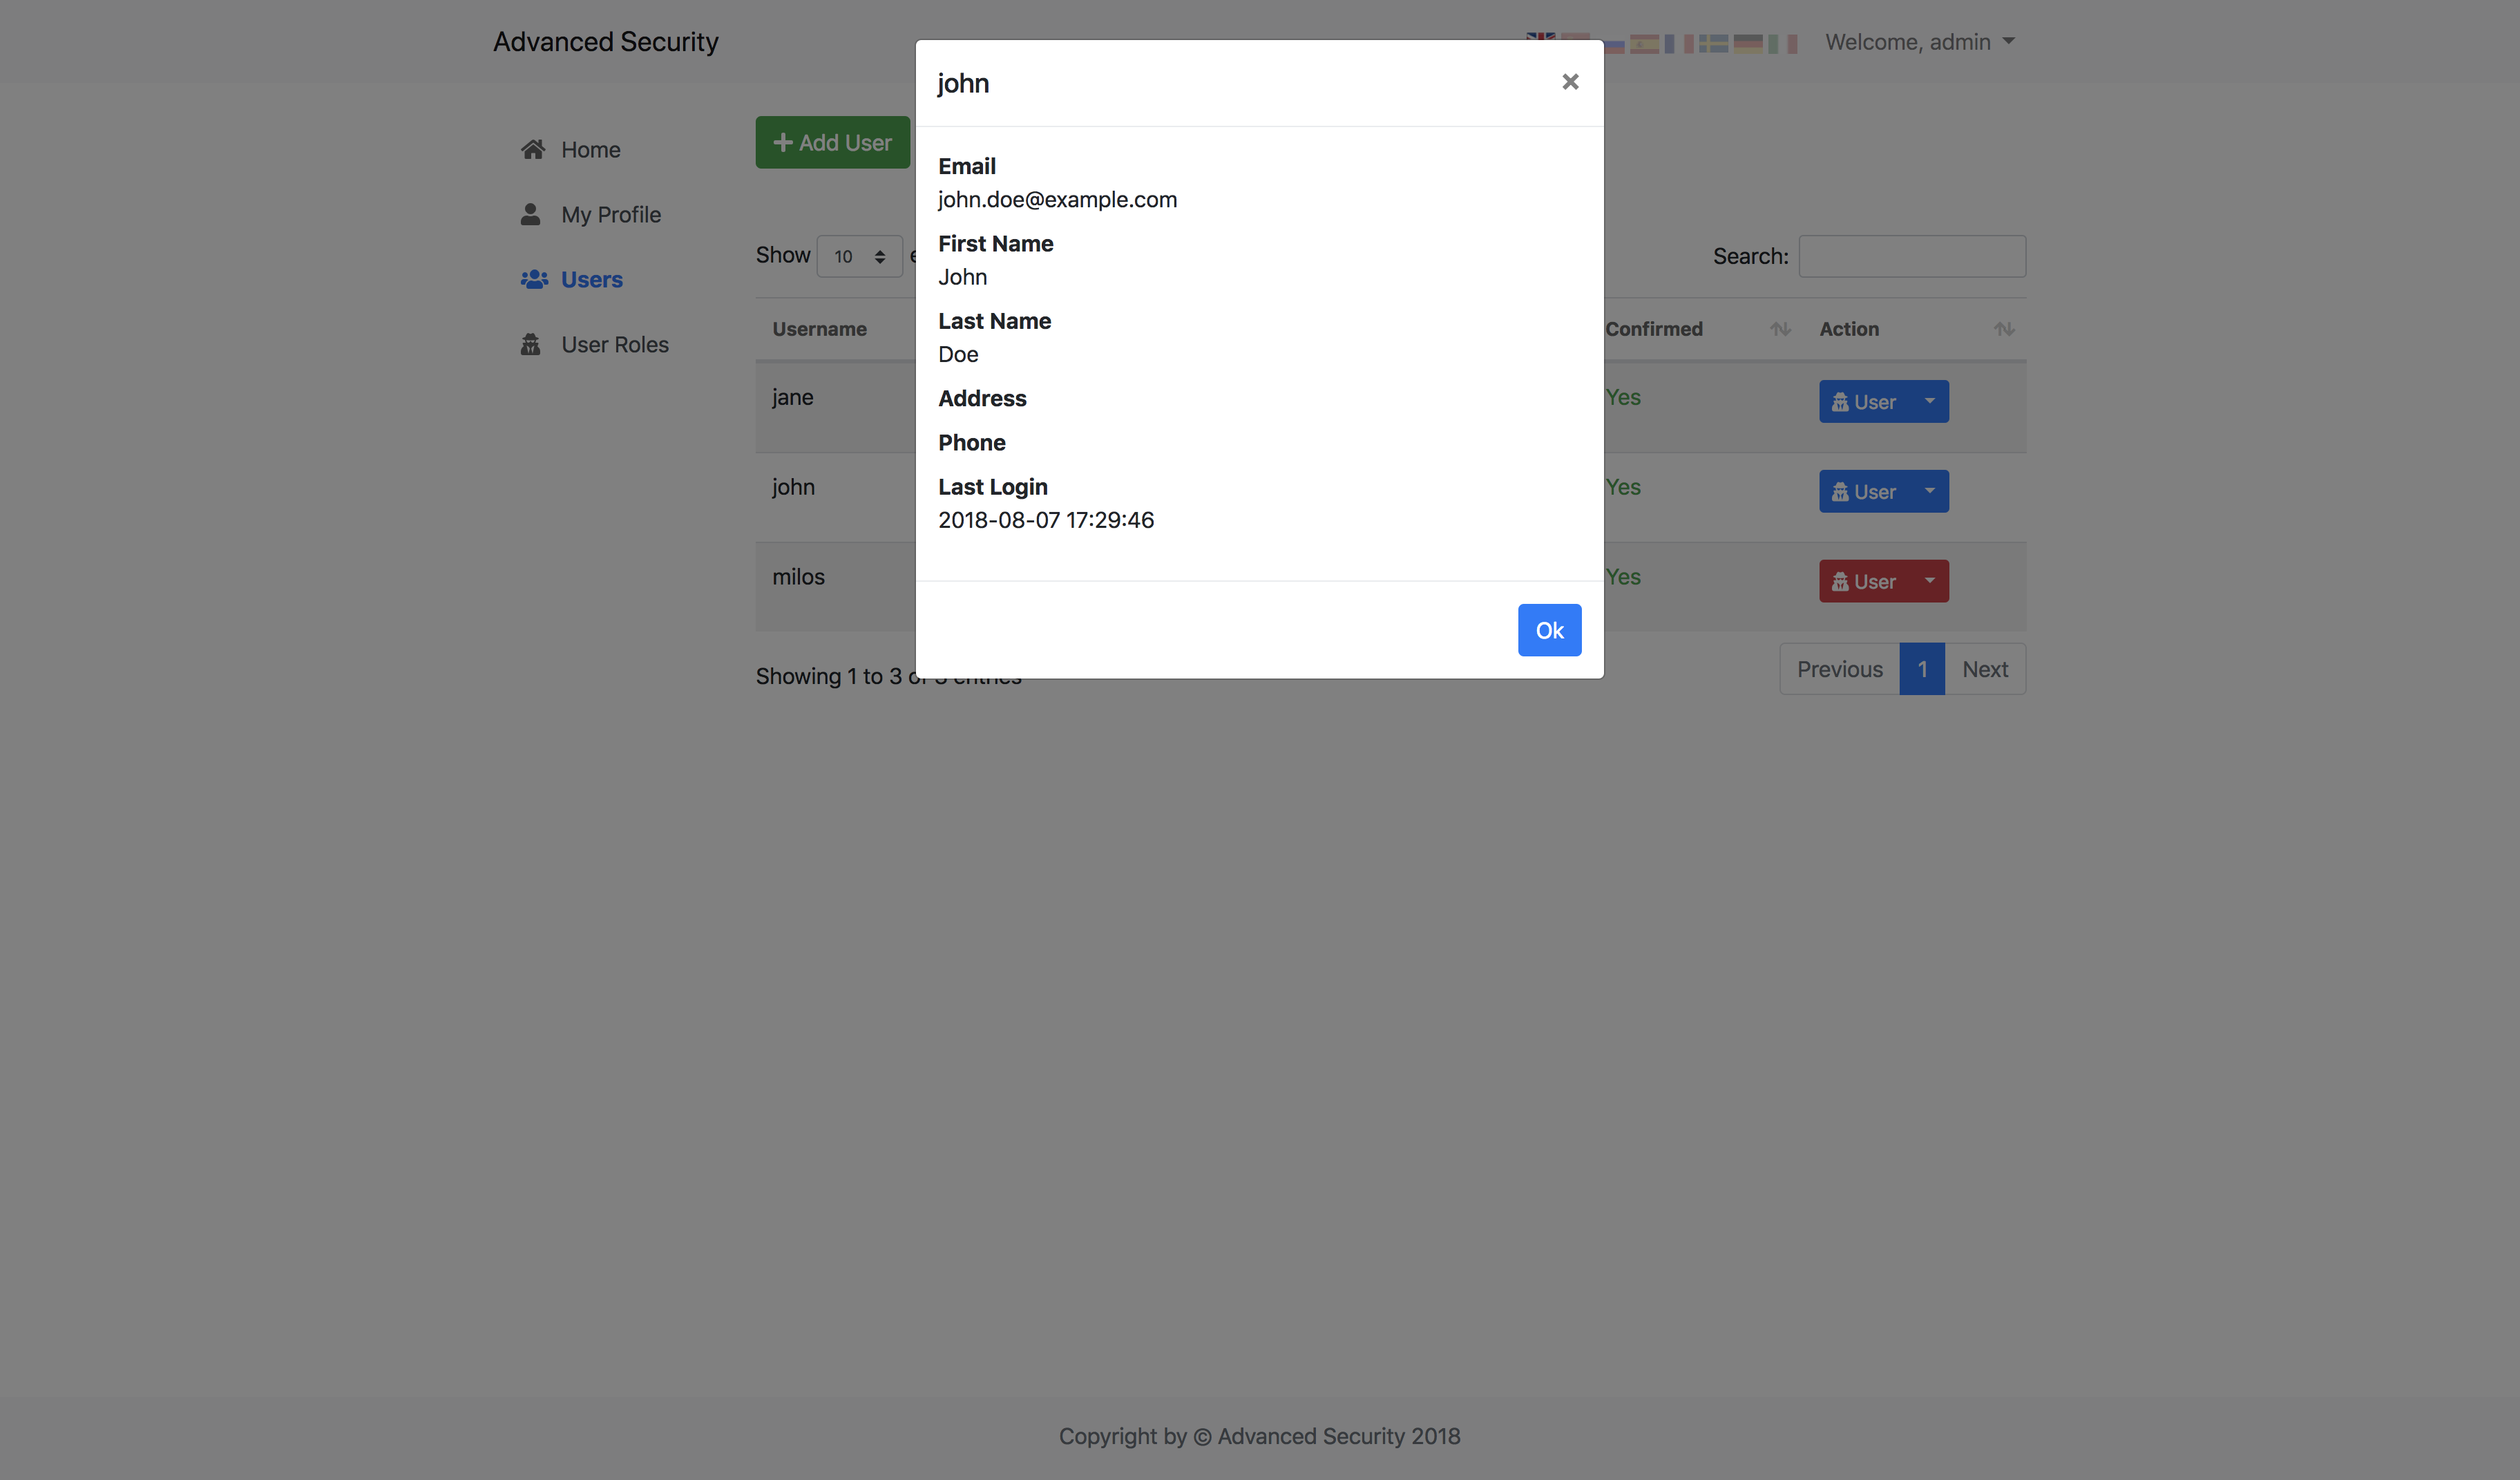 Advanced Security
Welcome, admin
Home
My Profile
Users
User Roles
Add User
Show 10
Search:
Username
Confirmed
Action
jane
Yes
User
john
Yes
User
milos
Yes
User
Showing 1 to 3 of 3 entries
Previous 1 Next
john
×
Email
john.doe@example.com
First Name
John
Last Name
Doe
Address
Phone
Last Login
2018-08-07 17:29:46
Ok
Copyright by © Advanced Security 2018